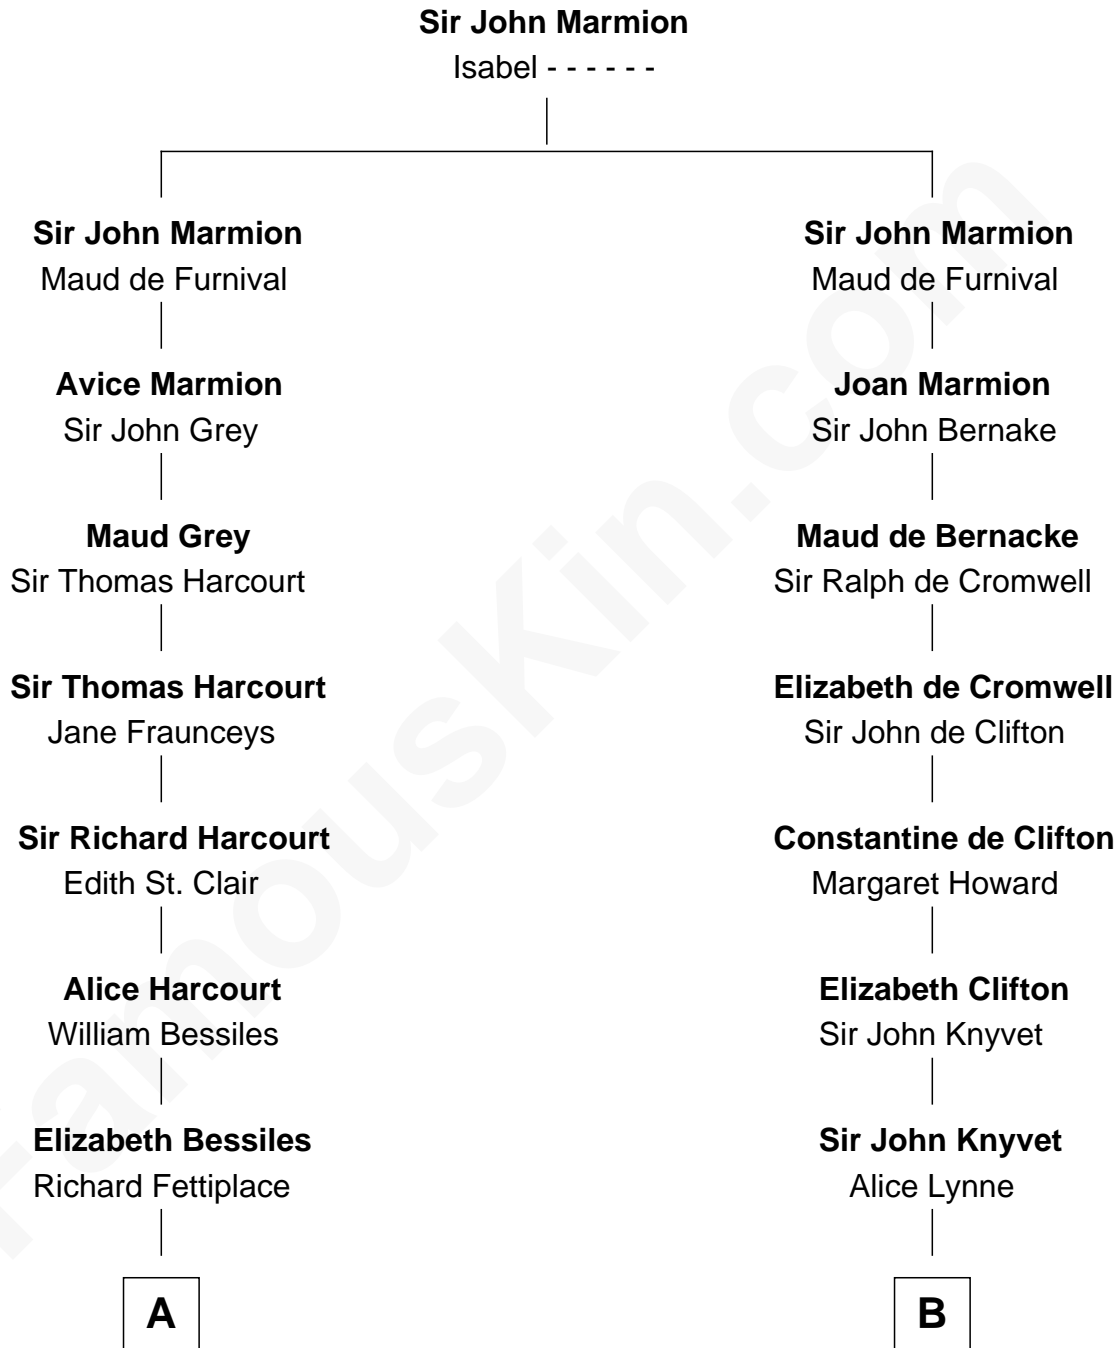 Sir John Marmion
Isabel - - - - - -
Sir John Marmion
Maud de Furnival
Avice Marmion
Sir John Grey
Maud Grey
Sir Thomas Harcourt
Sir Thomas Harcourt
Jane Fraunceys
Sir Richard Harcourt
Edith St. Clair
Alice Harcourt
William Bessiles
Elizabeth Bessiles
Richard Fettiplace
A
Sir John Marmion
Maud de Furnival
Joan Marmion
Sir John Bernake
Maud de Bernacke
Sir Ralph de Cromwell
Elizabeth de Cromwell
Sir John de Clifton
Constantine de Clifton
Margaret Howard
Elizabeth Clifton
Sir John Knyvet
Sir John Knyvet
Alice Lynne
B
FamousKin.com